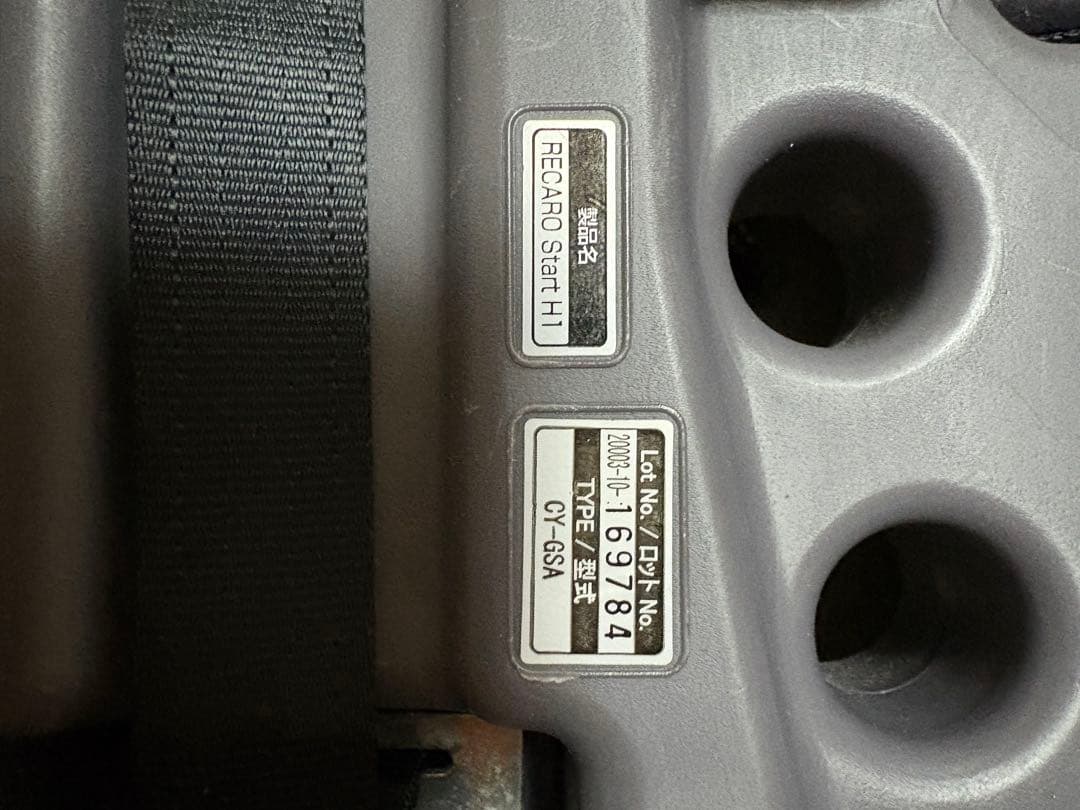 製品名
RECARO Start H1
Lot No. / ロット No.
20003-10-169784
TYPE / 型式
CY-GSA